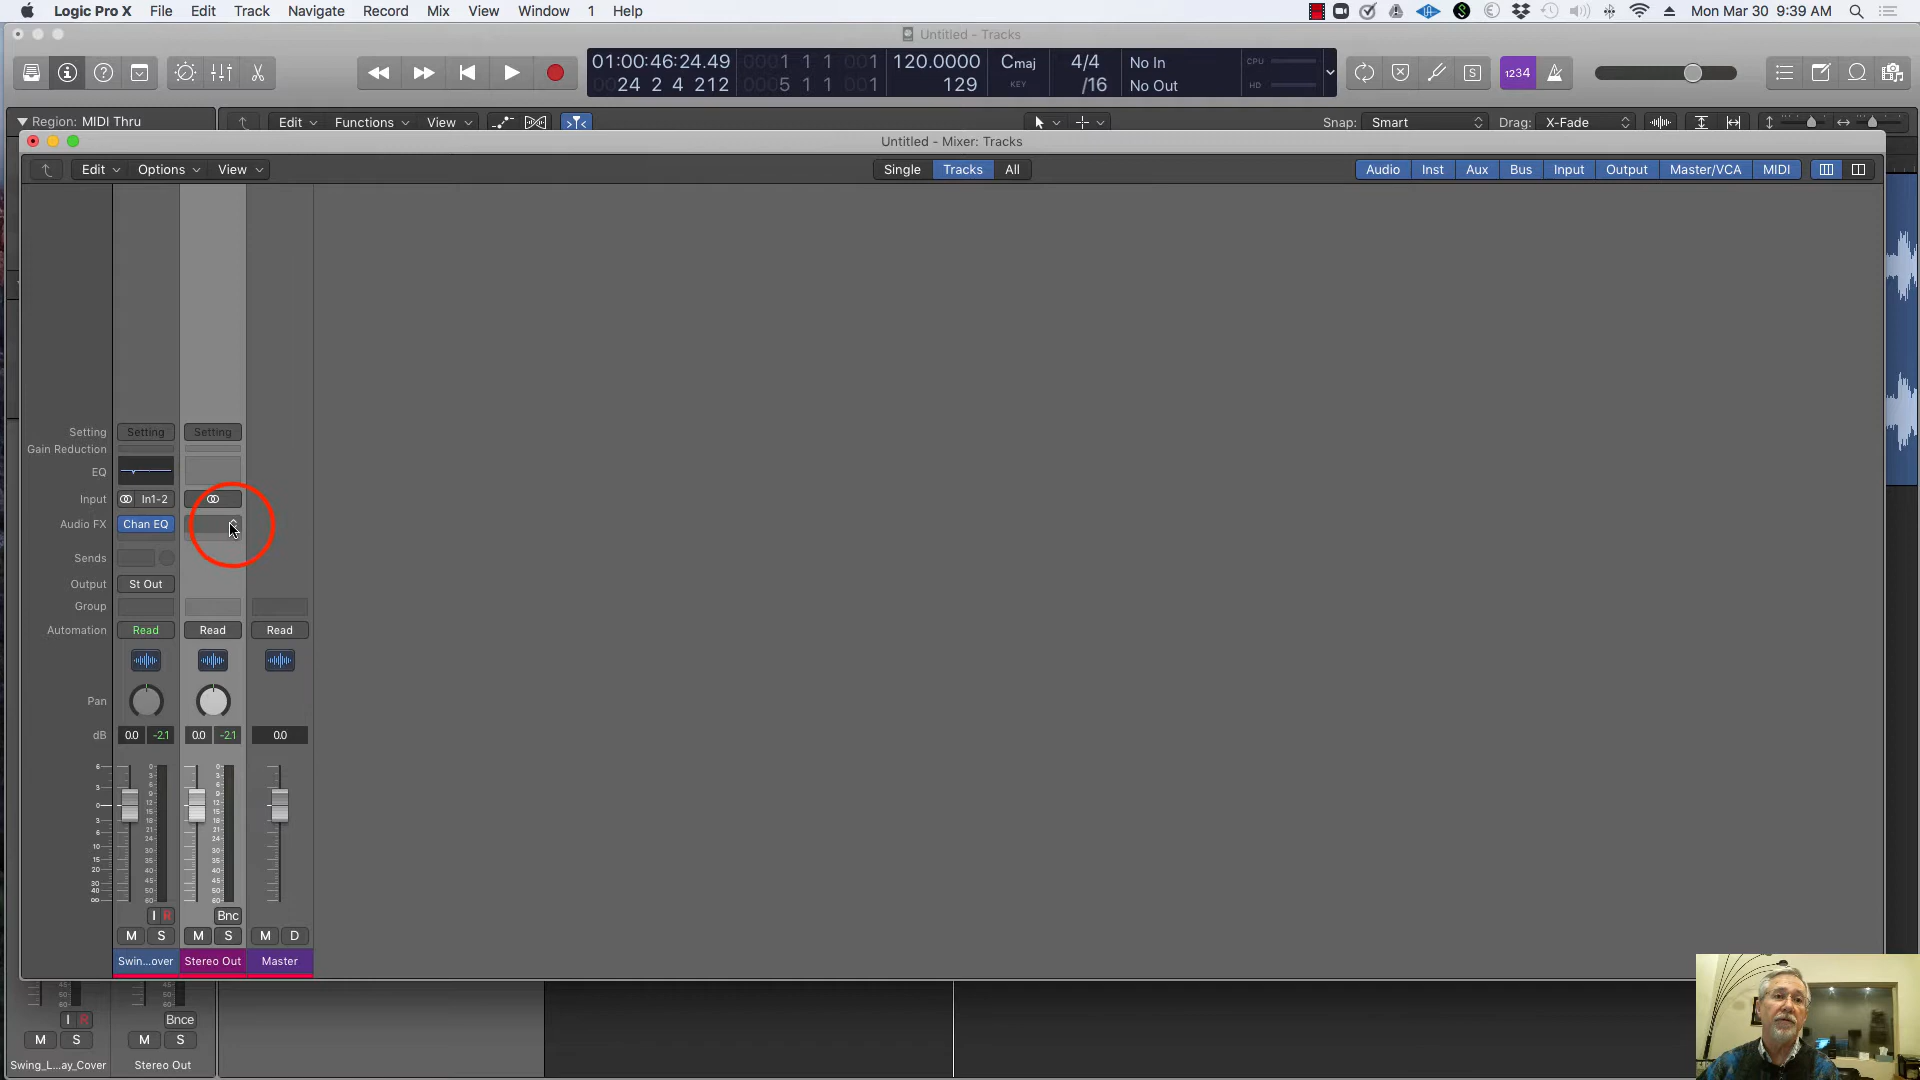 Logic Pro X File Edit Track Navigate Record Mix View Window 1 Help Mon Mar 30 9:39 AM
Untitled - Tracks
01:00:46:24.49 1 1 1 001 120.0000 Cmaj 4/4 No In CPU
24 2 4 212 5 1 1 001 129 KEY /16 No Out HD
1234
Region: MIDI Thru Edit Functions View Snap: Smart Drag: X-Fade
Untitled - Mixer: Tracks
Edit Options View Single Tracks All Audio Inst Aux Bus Input Output Master/VCA MIDI
Setting Setting Setting
Gain Reduction
EQ
Input In1-2
Audio FX Chan EQ
Sends
Output St Out
Group
Automation Read Read Read
Pan
dB 0.0 -2.1 0.0 -2.1 0.0
I R Bnc
M S M S M D
Swin...over Stereo Out Master
I R Bnce
M S M S
Swing_L...ay_Cover Stereo Out